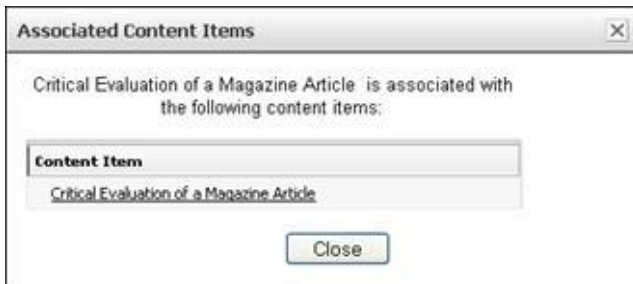 Associated Content Items
Critical Evaluation of a Magazine Article is associated with
the following content items:
Content Item
Critical Evaluation of a Magazine Article
Close